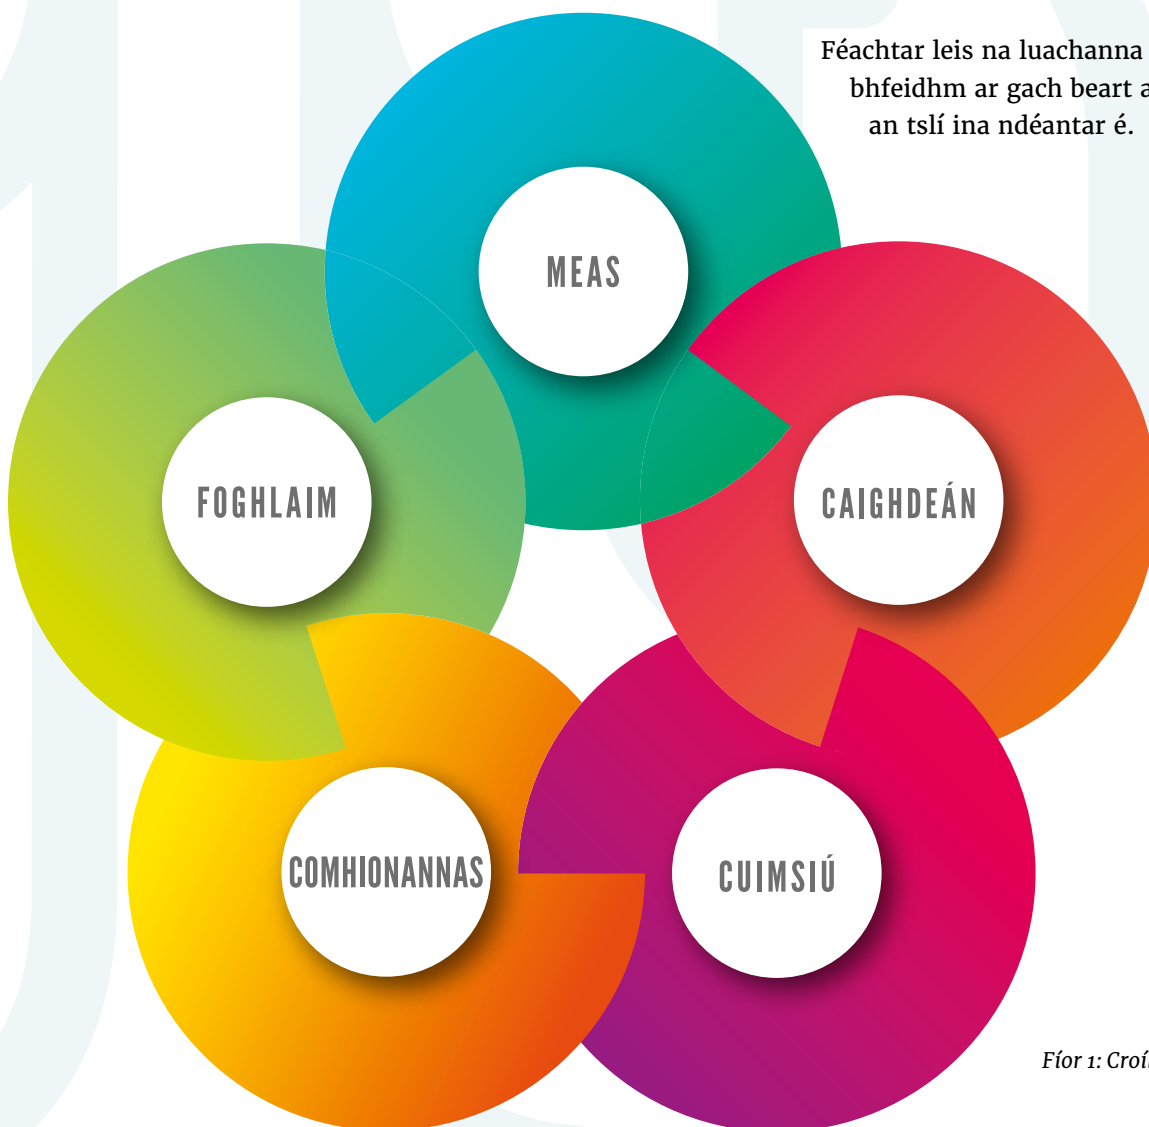 Féachtar leis na luachanna
bhfeidhm ar gach beart a
an tslí ina ndéantar é.
MEAS
FOGHLAIM
CAIGHDEÁN
COMHIONANNAS
CUIMSIÚ
Fíor 1: